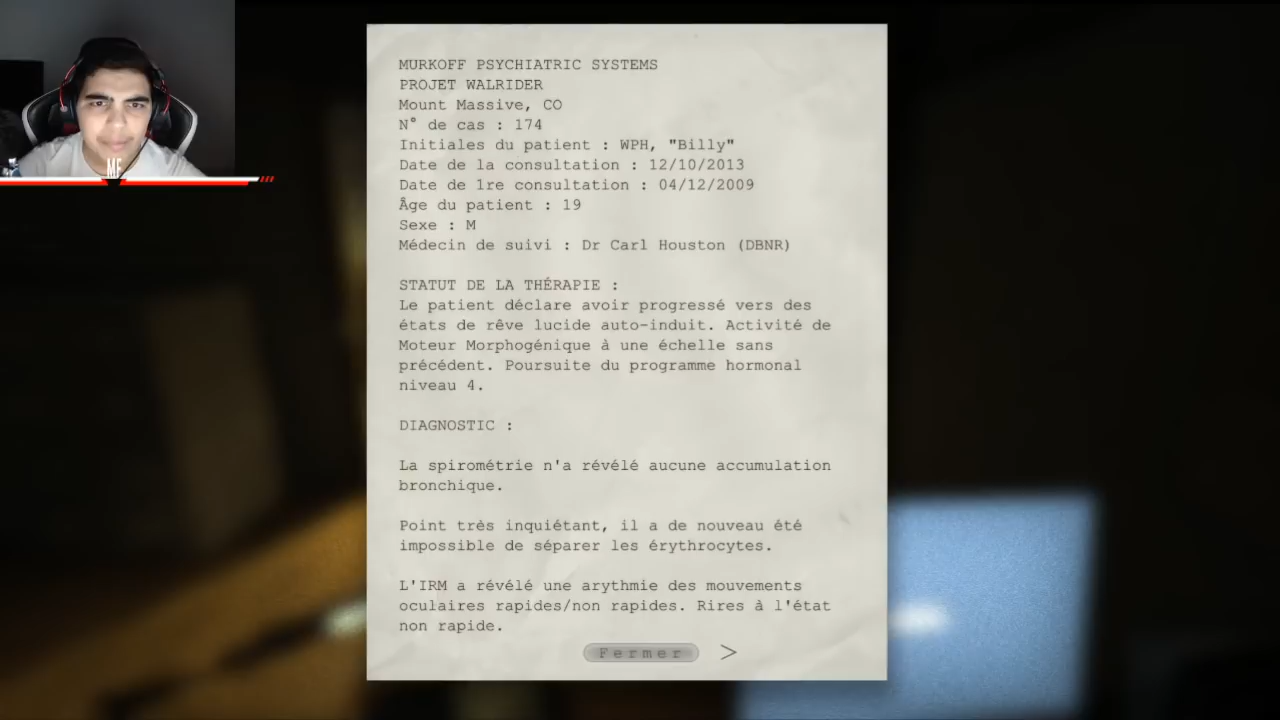 MURKOFF PSYCHIATRIC SYSTEMS
PROJET WALRIDER
Mount Massive, CO
N° de cas : 174
Initiales du patient : WPH, "Billy"
Date de la consultation : 12/10/2013
Date de 1re consultation : 04/12/2009
Âge du patient : 19
Sexe : M
Médecin de suivi : Dr Carl Houston (DBNR)
STATUT DE LA THÉRAPIE :
Le patient déclare avoir progressé vers des
états de rêve lucide auto-induit. Activité de
Moteur Morphogénique à une échelle sans
précédent. Poursuite du programme hormonal
niveau 4.
DIAGNOSTIC :
La spirométrie n'a révélé aucune accumulation
bronchique.
Point très inquiétant, il a de nouveau été
impossible de séparer les érythrocytes.
L'IRM a révélé une arythmie des mouvements
oculaires rapides/non rapides. Rires à l'état
non rapide.
Fermer >
MF